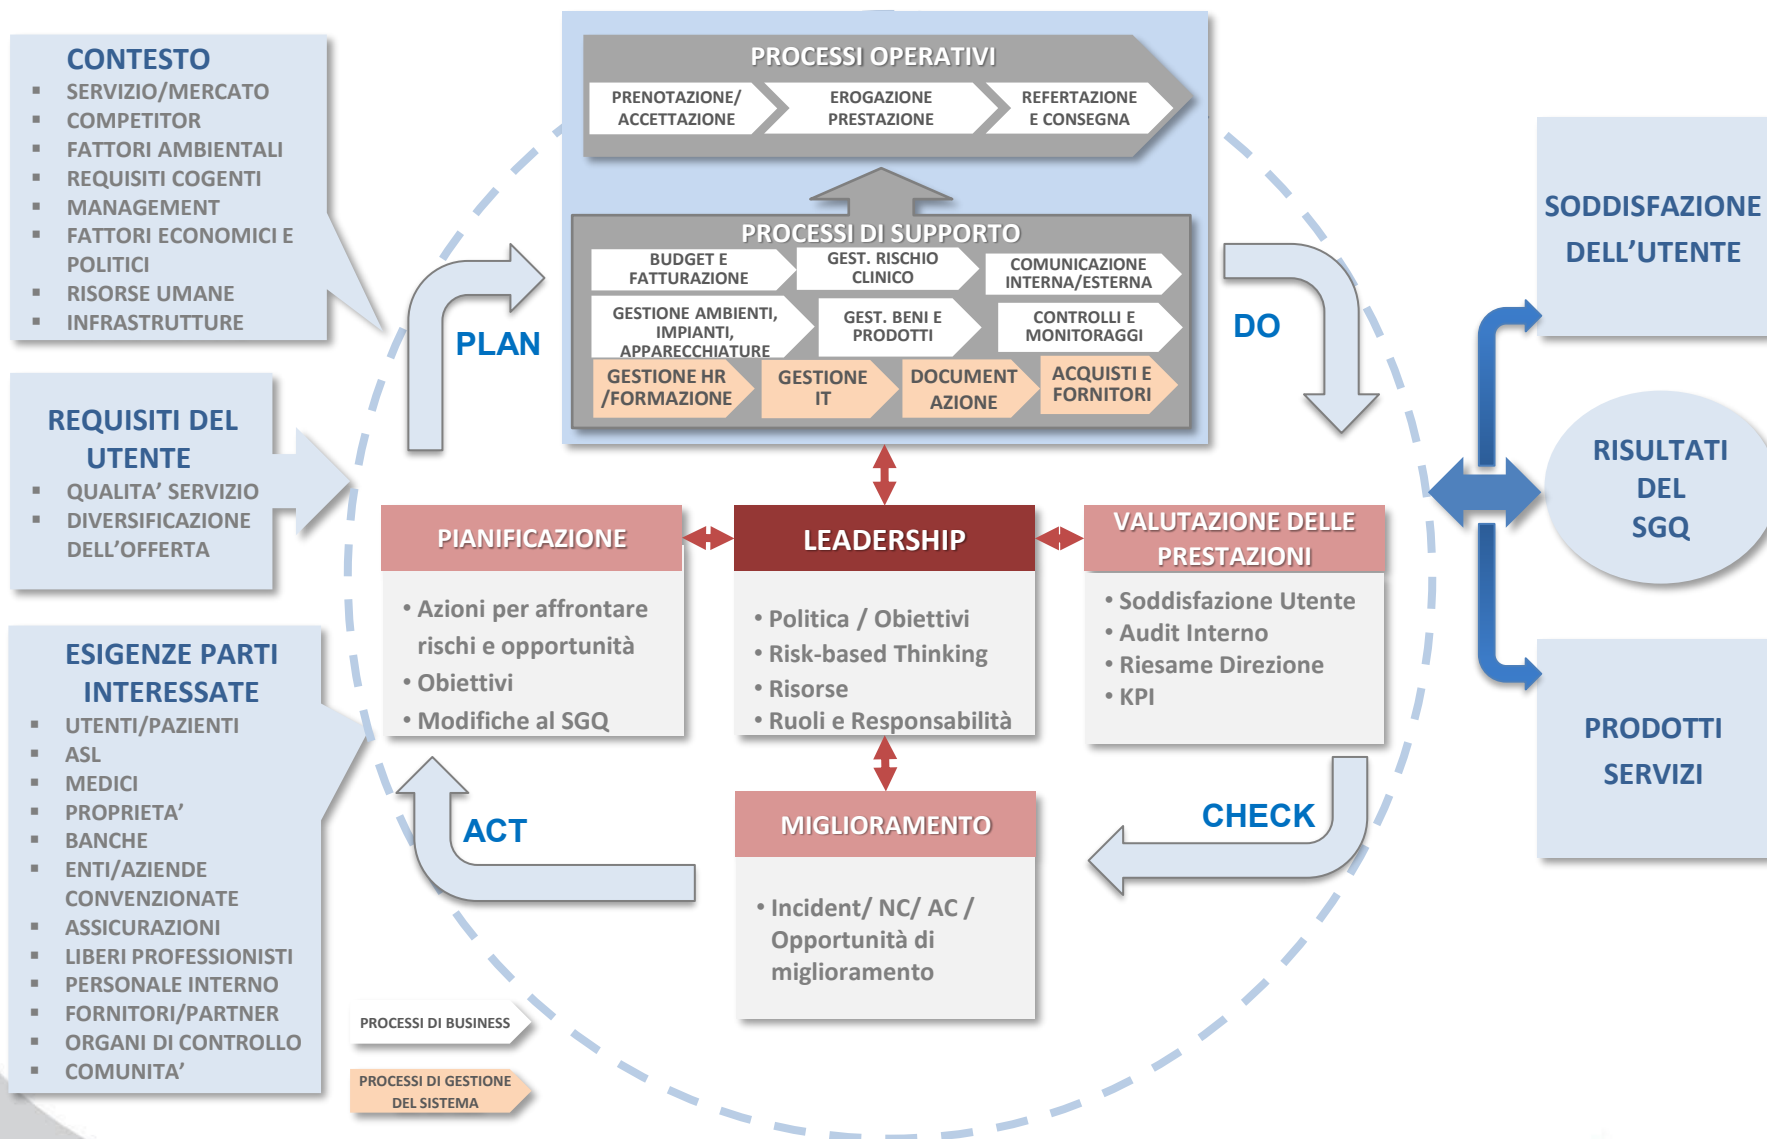 CONTESTO
▪ SERVIZIO/MERCATO
▪ COMPETITOR
▪ FATTORI AMBIENTALI
▪ REQUISITI COGENTI
▪ MANAGEMENT
▪ FATTORI ECONOMICI E
POLITICI
▪ RISORSE UMANE
▪ INFRASTRUTTURE
REQUISITI DEL
UTENTE
▪ QUALITA’ SERVIZIO
▪ DIVERSIFICAZIONE
DELL’OFFERTA
ESIGENZE PARTI
INTERESSATE
▪ UTENTI/PAZIENTI
▪ ASL
▪ MEDICI
▪ PROPRIETA’
▪ BANCHE
▪ ENTI/AZIENDE
CONVENZIONATE
▪ ASSICURAZIONI
▪ LIBERI PROFESSIONISTI
▪ PERSONALE INTERNO
▪ FORNITORI/PARTNER
▪ ORGANI DI CONTROLLO
▪ COMUNITA’
PROCESSI OPERATIVI
PRENOTAZIONE/
ACCETTAZIONE
EROGAZIONE
PRESTAZIONE
REFERTAZIONE
E CONSEGNA
PROCESSI DI SUPPORTO
BUDGET E
FATTURAZIONE
GEST. RISCHIO
CLINICO
COMUNICAZIONE
INTERNA/ESTERNA
GESTIONE AMBIENTI,
IMPIANTI,
APPARECCHIATURE
GEST. BENI E
PRODOTTI
CONTROLLI E
MONITORAGGI
GESTIONE HR
/FORMAZIONE
GESTIONE
IT
DOCUMENT
AZIONE
ACQUISTI E
FORNITORI
PLAN
DO
PIANIFICAZIONE
• Azioni per affrontare
rischi e opportunità
• Obiettivi
• Modifiche al SGQ
LEADERSHIP
• Politica / Obiettivi
• Risk-based Thinking
• Risorse
• Ruoli e Responsabilità
VALUTAZIONE DELLE
PRESTAZIONI
• Soddisfazione Utente
• Audit Interno
• Riesame Direzione
• KPI
ACT
CHECK
MIGLIORAMENTO
• Incident/ NC/ AC /
Opportunità di
miglioramento
PROCESSI DI BUSINESS
PROCESSI DI GESTIONE
DEL SISTEMA
SODDISFAZIONE
DELL’UTENTE
RISULTATI
DEL
SGQ
PRODOTTI
SERVIZI